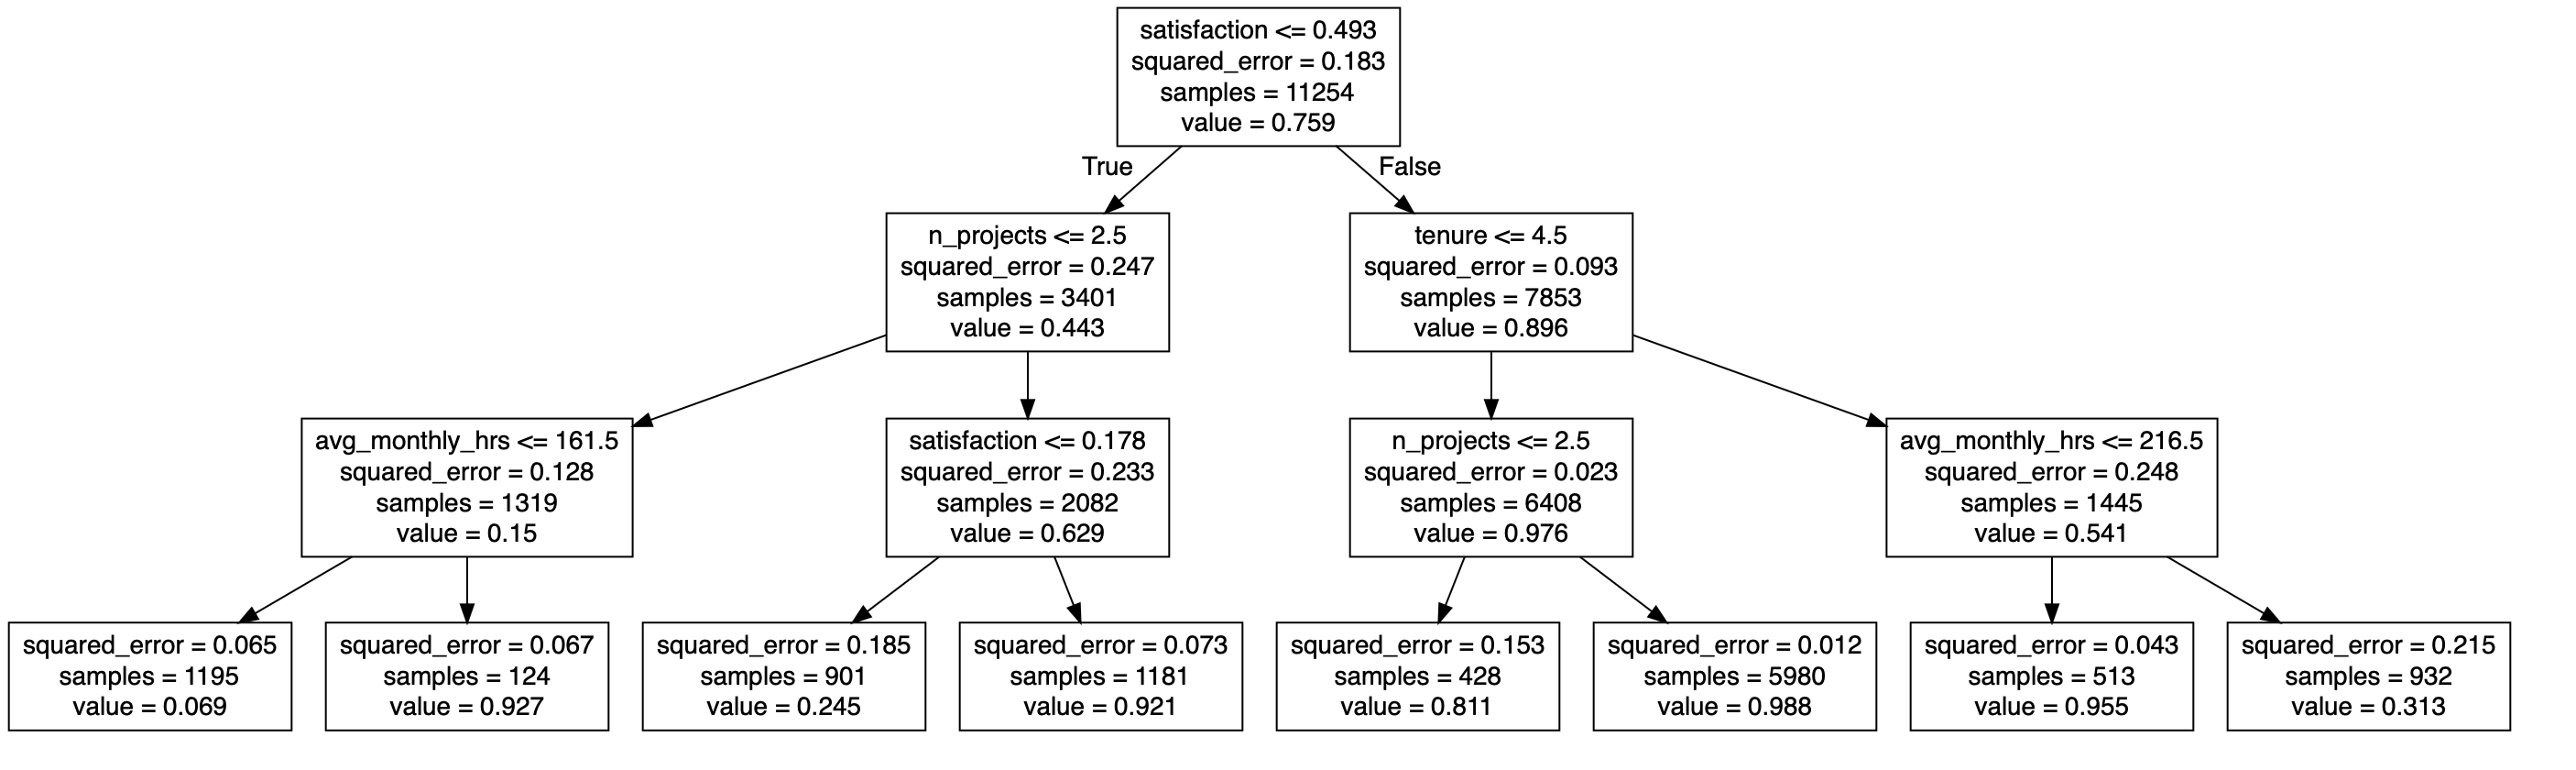 satisfaction <= 0.493
squared_error = 0.183
samples = 11254
value = 0.759
True
False
n_projects <= 2.5
squared_error = 0.247
samples = 3401
value = 0.443
tenure <= 4.5
squared_error = 0.093
samples = 7853
value = 0.896
avg_monthly_hrs <= 161.5
squared_error = 0.128
samples = 1319
value = 0.15
satisfaction <= 0.178
squared_error = 0.233
samples = 2082
value = 0.629
n_projects <= 2.5
squared_error = 0.023
samples = 6408
value = 0.976
avg_monthly_hrs <= 216.5
squared_error = 0.248
samples = 1445
value = 0.541
squared_error = 0.065
samples = 1195
value = 0.069
squared_error = 0.067
samples = 124
value = 0.927
squared_error = 0.185
samples = 901
value = 0.245
squared_error = 0.073
samples = 1181
value = 0.921
squared_error = 0.153
samples = 428
value = 0.811
squared_error = 0.012
samples = 5980
value = 0.988
squared_error = 0.043
samples = 513
value = 0.955
squared_error = 0.215
samples = 932
value = 0.313